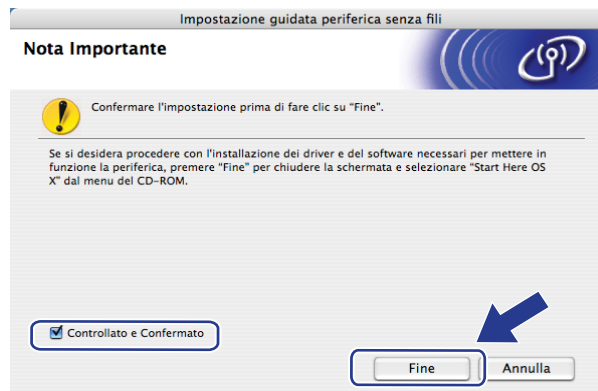 Impostazione guidata periferica senza fili
Nota Importante
Confermare l'impostazione prima di fare clic su “Fine”.
Se si desidera procedere con l'installazione dei driver e del software necessari per mettere in
funzione la periferica, premere “Fine” per chiudere la schermata e selezionare “Start Here OS
X” dal menu del CD-ROM.
Controllato e Confermato
Fine
Annulla